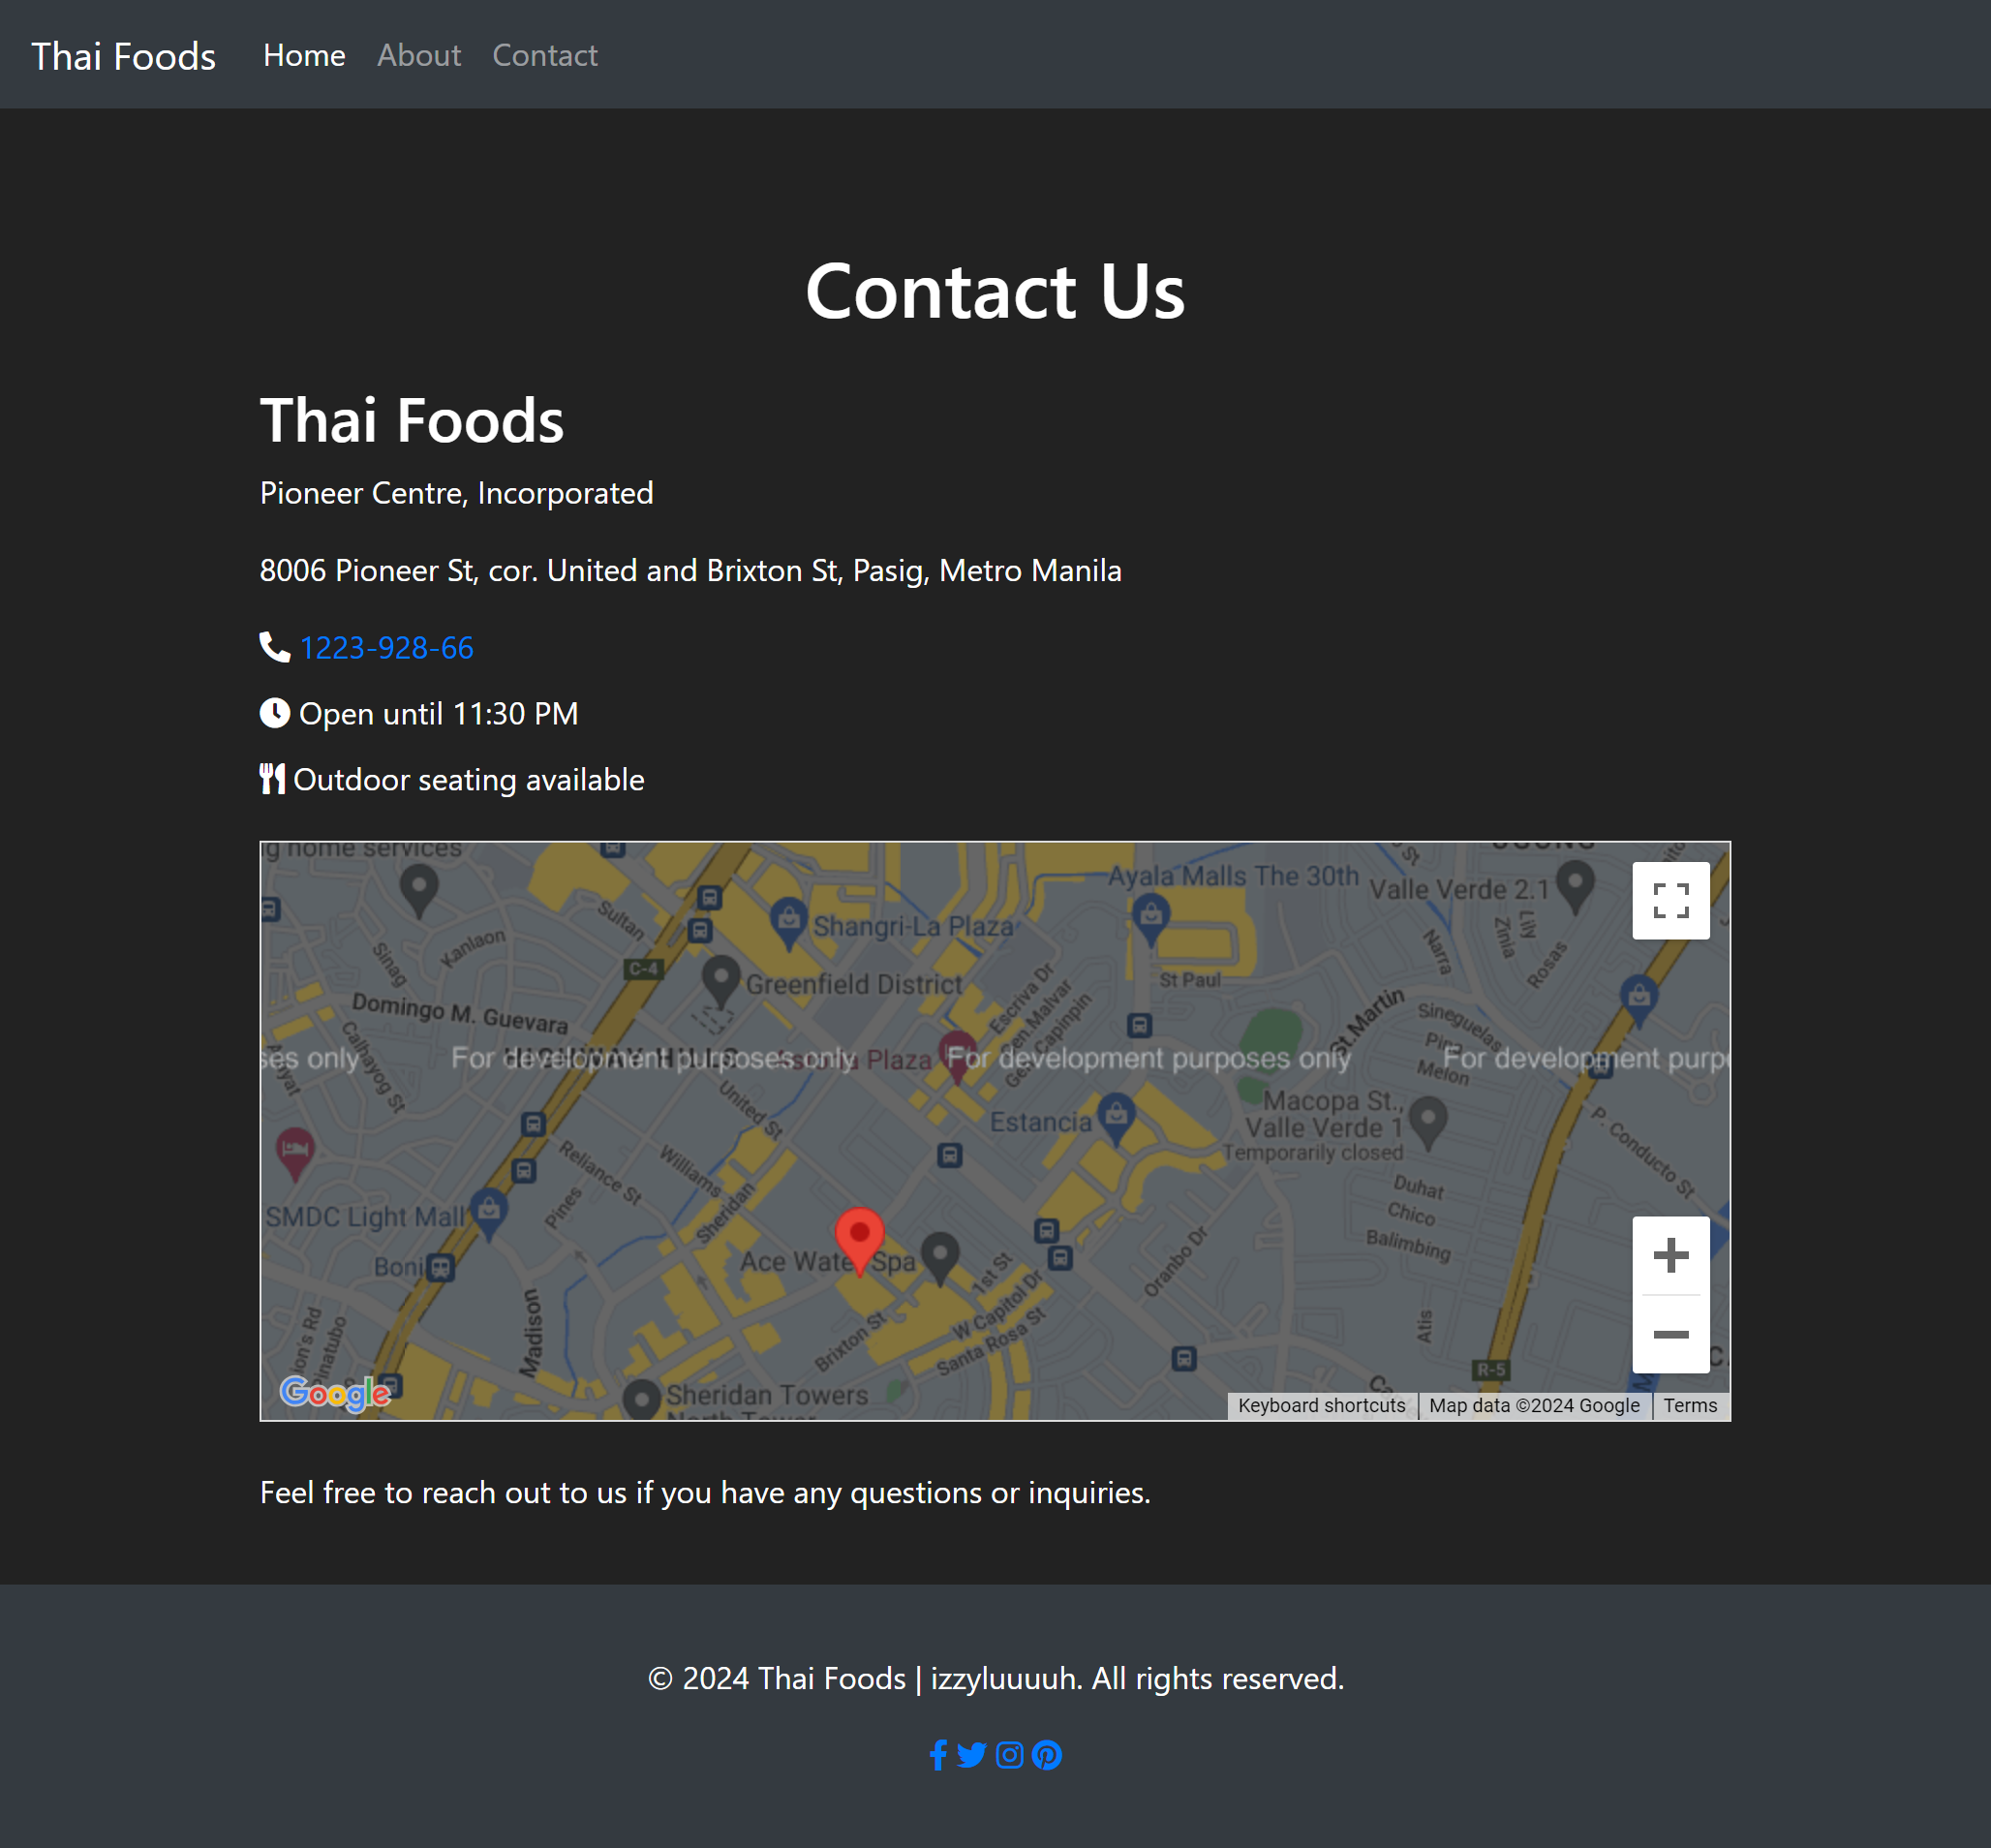 Thai Foods Home About Contact
Contact Us
Thai Foods
Pioneer Centre, Incorporated
8006 Pioneer St, cor. United and Brixton St, Pasig, Metro Manila
1223-928-66
Open until 11:30 PM
Outdoor seating available
g home services
Ayala Malls The 30th
Valle Verde 2.1
Sultan
Shangri-La Plaza
Kanlaon
Sinag
C-4
Greenfield District
St Paul
Narra
Zinia
Lily
Rosas
Escriva Dr
Gen. Malvar
Gen. Capinpin
Domingo M. Guevara
Calhayog St
St.Martin
Sineguelas
Pina
Melon
ses only
For development purposes only
For development purposes only
For development purp
United St
Estancia
Macopa St.,
Valle Verde 1
Temporarily closed
P. Conducto St
Reliance St
Williams
Sheridan
Pines
SMDC Light Mall
Duhat
Chico
Balimbing
Boni
Ace Water Spa
1st St
W Capitol Dr
Santa Rosa St
Oranbo Dr
Brixton St
Madison
Atis
R-5
ion's Rd
Pinatubo
Sheridan Towers
North Tower
Google
Keyboard shortcuts
Map data ©2024 Google
Terms
Feel free to reach out to us if you have any questions or inquiries.
© 2024 Thai Foods | izzyluuuuh. All rights reserved.